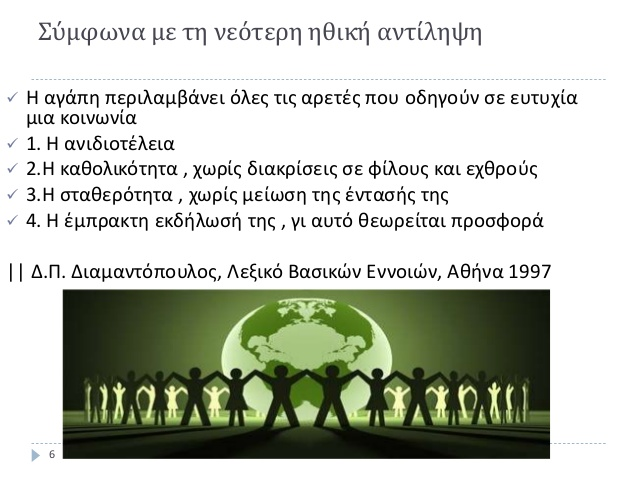 Σύμφωνα με τη νεότερη ηθική αντίληψη
Η αγάπη περιλαμβάνει όλες τις αρετές που οδηγούν σε ευτυχία
μια κοινωνία
1. Η ανιδιοτέλεια
2.Η καθολικότητα , χωρίς διακρίσεις σε φίλους και εχθρούς
3.Η σταθερότητα , χωρίς μείωση της έντασής της
4. Η έμπρακτη εκδήλωσή της , γι αυτό θεωρείται προσφορά
|| Δ.Π. Διαμαντόπουλος, Λεξικό Βασικών Εννοιών, Αθήνα 1997
6